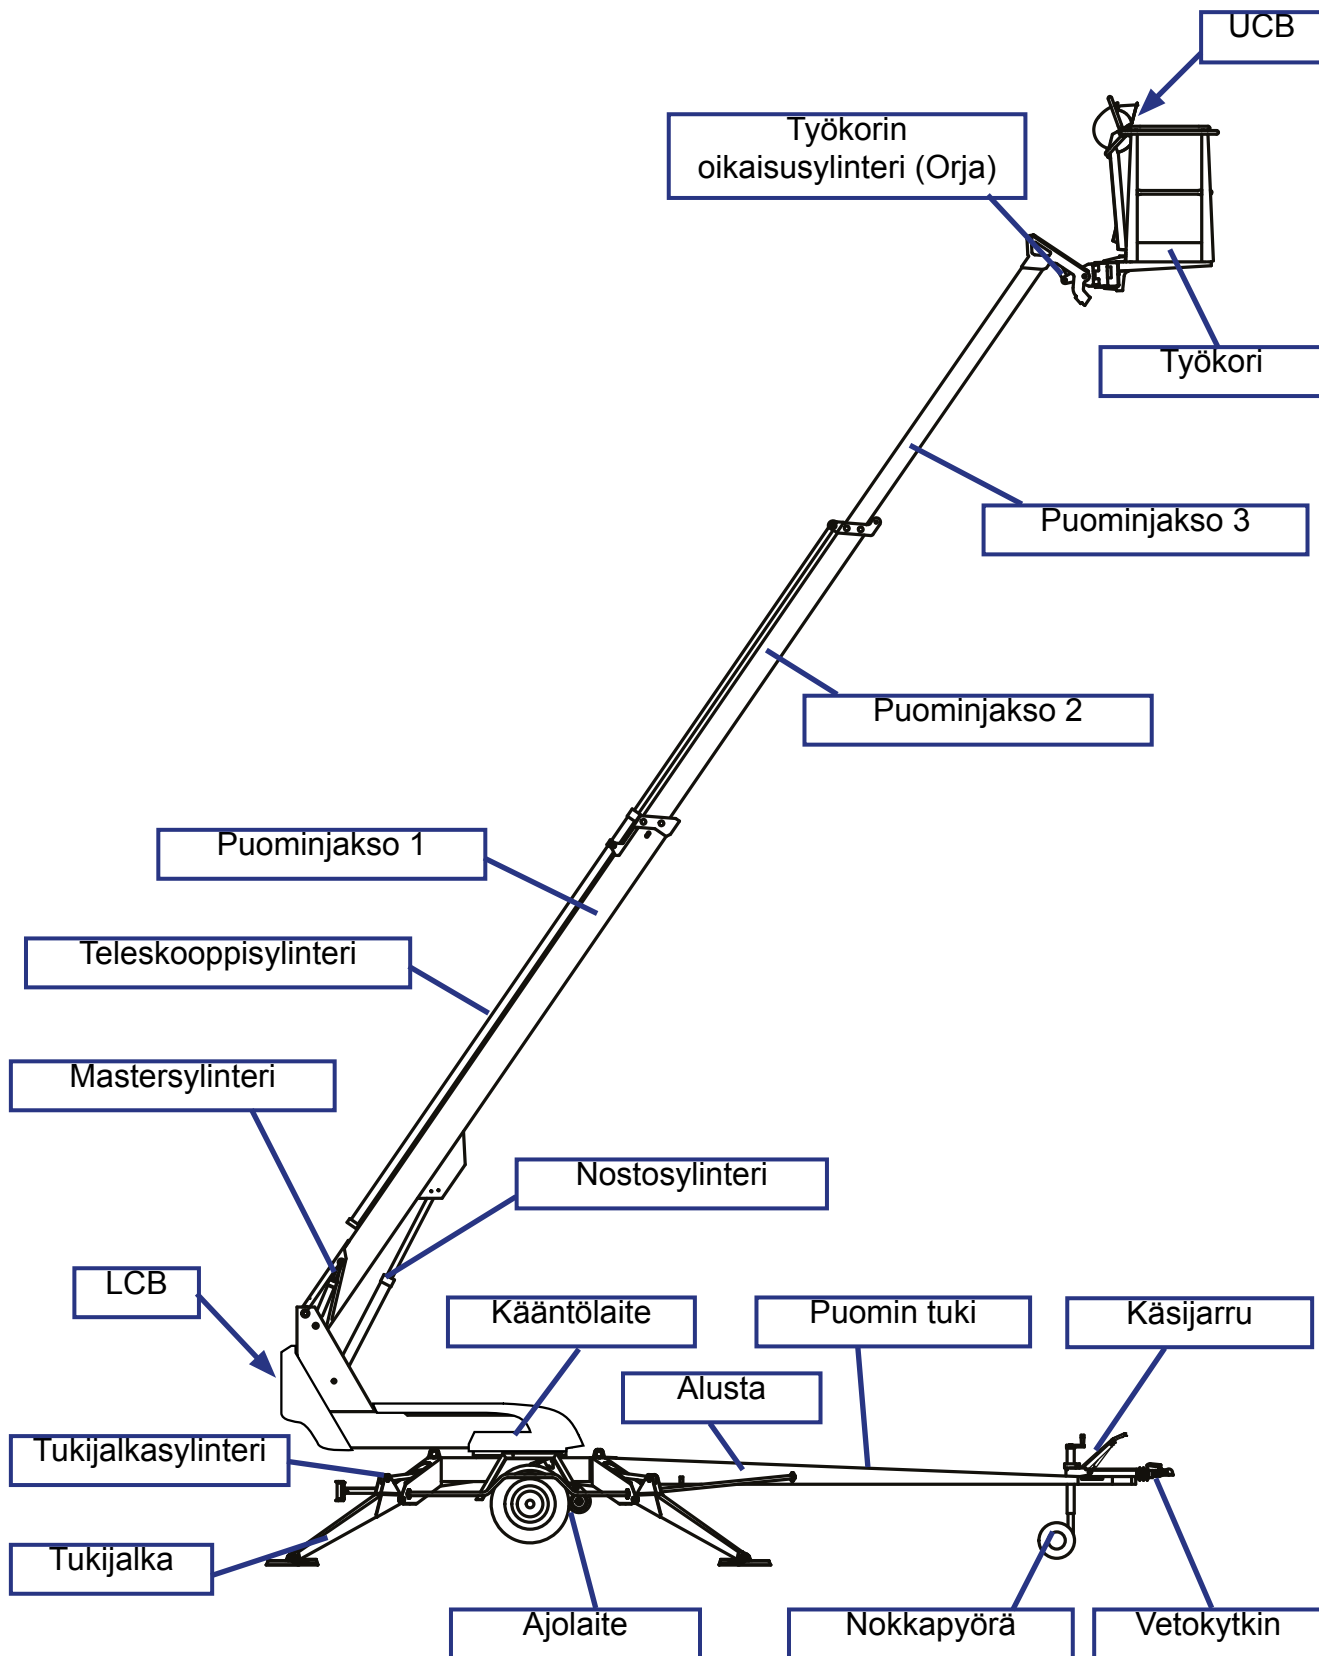 UCB
Työkorin
oikaisusylinteri (Orja)
Työkori
Puominjakso 3
Puominjakso 2
Puominjakso 1
Teleskooppisylinteri
Mastersylinteri
Nostosylinteri
LCB
Kääntölaite
Puomin tuki
Käsijarru
Alusta
Tukijalkasylinteri
Tukijalka
Ajolaite
Nokkapyörä
Vetokytkin